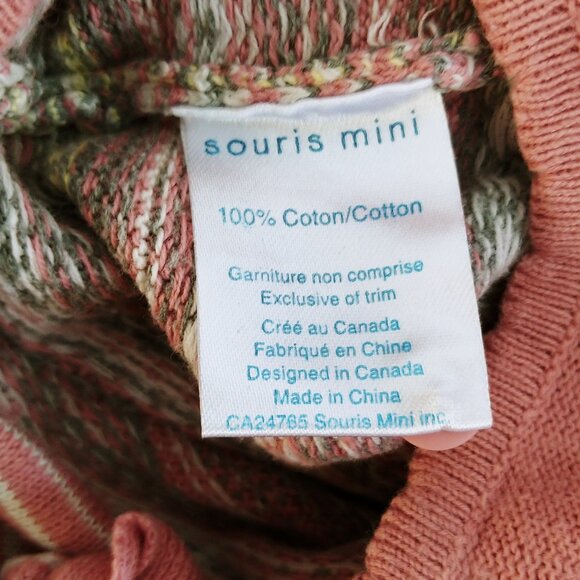 souris mini
100% Coton/Cotton
Garniture non comprise
Exclusive of trim
Créé au Canada
Fabriqué en Chine
Designed in Canada
Made in China
CA24765 Souris Mini inc.